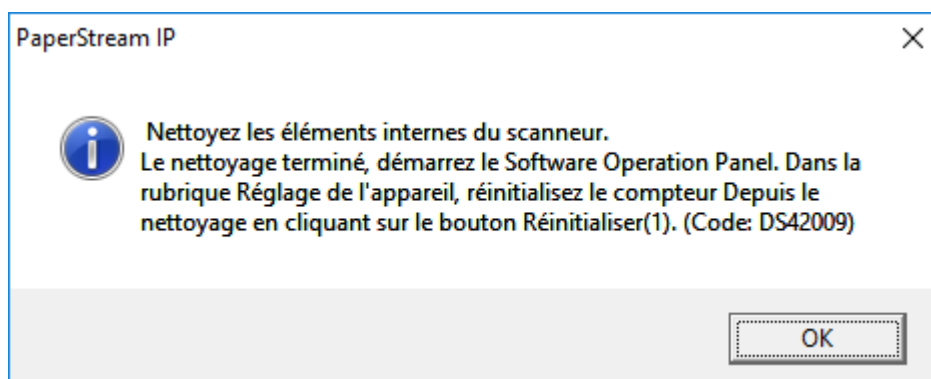 PaperStream IP
Nettoyez les éléments internes du scanneur.
Le nettoyage terminé, démarrez le Software Operation Panel. Dans la
rubrique Réglage de l'appareil, réinitialisez le compteur Depuis le
nettoyage en cliquant sur le bouton Réinitialiser(1). (Code: DS42009)
OK